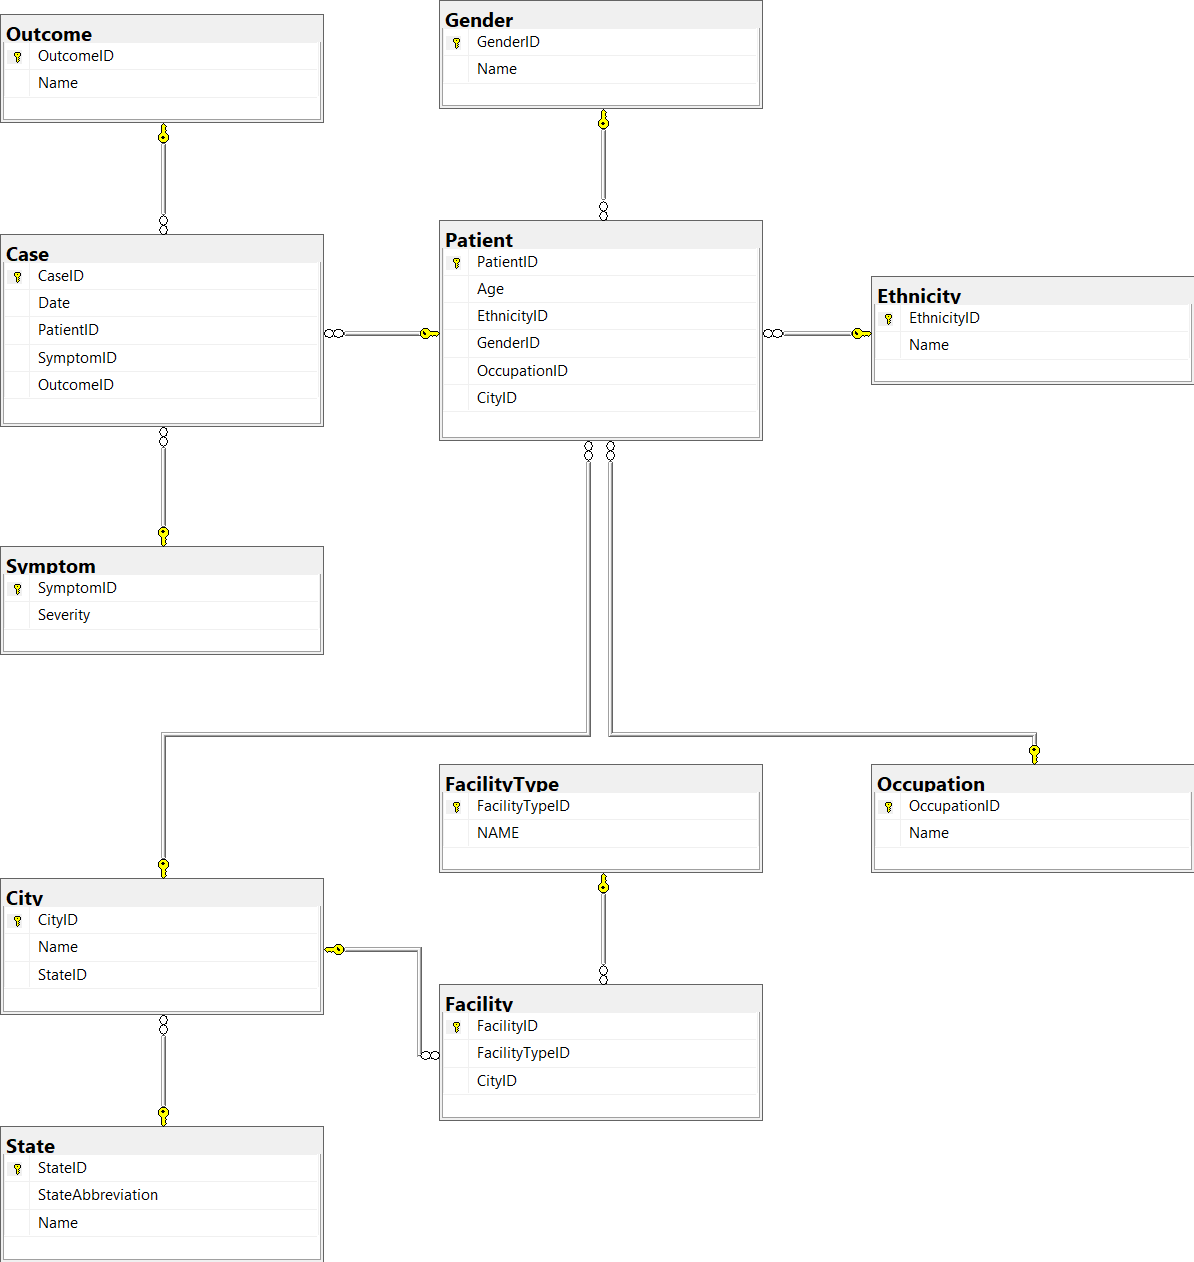 Outcome
OutcomeID
Name
Gender
GenderID
Name
Case
CaseID
Date
PatientID
SymptomID
OutcomeID
Patient
PatientID
Age
EthnicityID
GenderID
OccupationID
CityID
Ethnicity
EthnicityID
Name
Symptom
SymptomID
Severity
FacilityType
FacilityTypeID
NAME
Occupation
OccupationID
Name
City
CityID
Name
StateID
Facility
FacilityID
FacilityTypeID
CityID
State
StateID
StateAbbreviation
Name